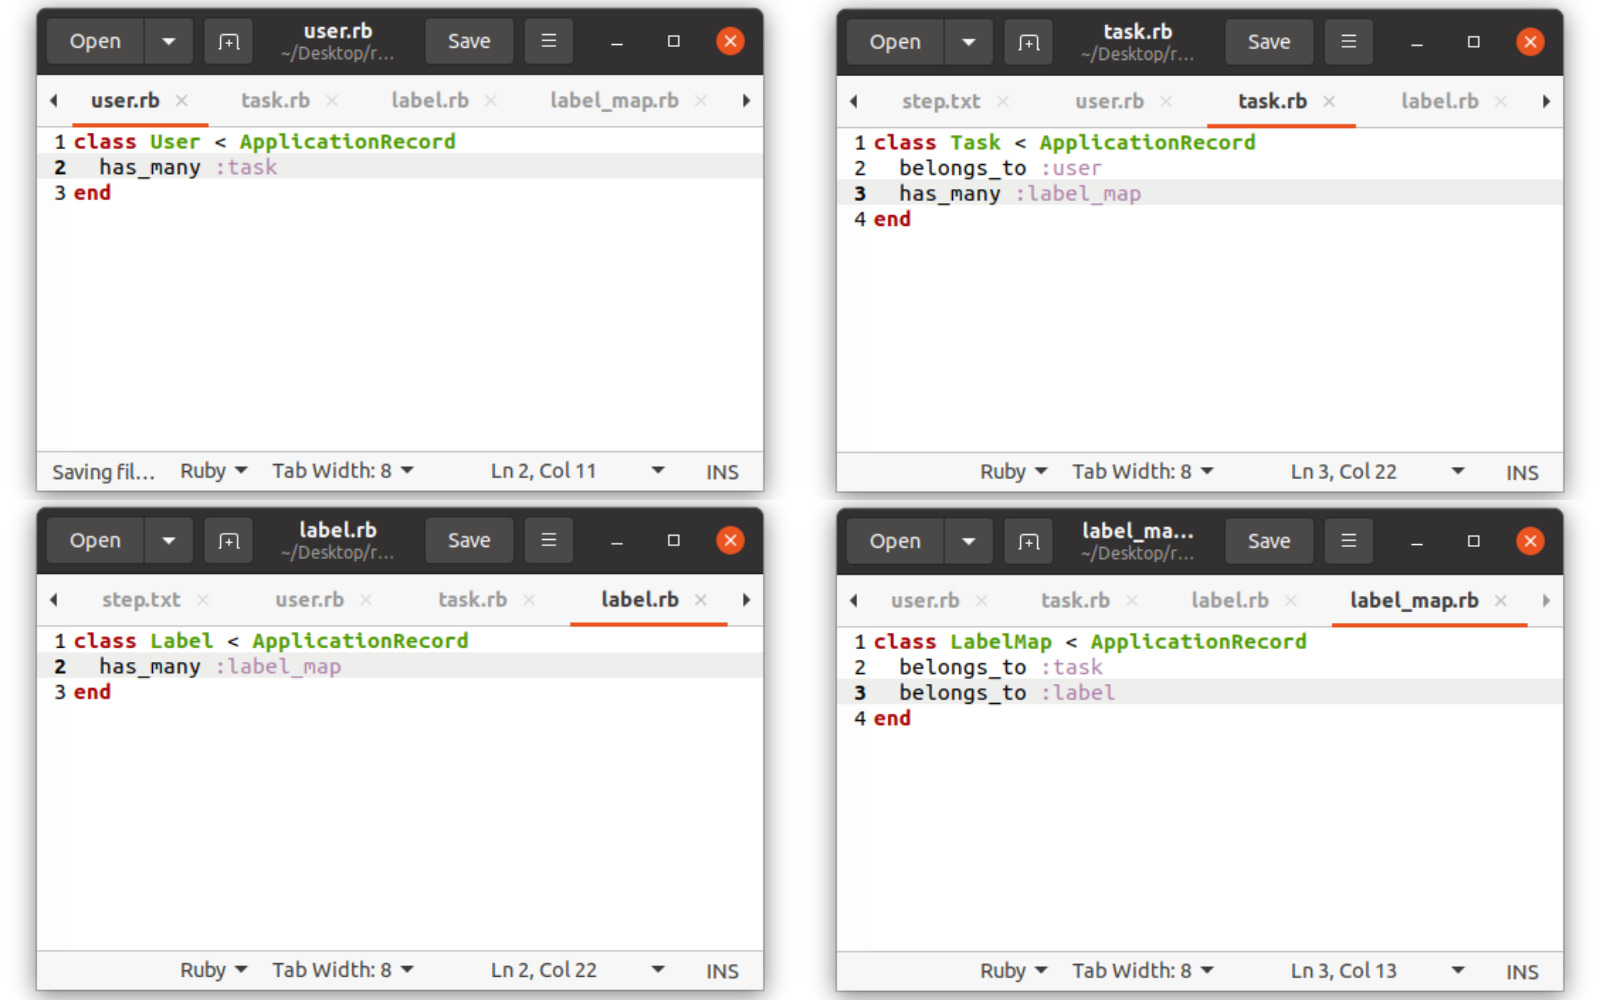 Open user.rb Save
~/Desktop/r...
user.rb task.rb label.rb label_map.rb
1 class User < ApplicationRecord
2   has_many :task
3 end
Saving fil... Ruby Tab Width: 8 Ln 2, Col 11 INS
Open task.rb Save
~/Desktop/r...
step.txt user.rb task.rb label.rb
1 class Task < ApplicationRecord
2   belongs_to :user
3   has_many :label_map
4 end
Ruby Tab Width: 8 Ln 3, Col 22 INS
Open label.rb Save
~/Desktop/r...
step.txt user.rb task.rb label.rb
1 class Label < ApplicationRecord
2   has_many :label_map
3 end
Ruby Tab Width: 8 Ln 2, Col 22 INS
Open label_ma... Save
~/Desktop/r...
user.rb task.rb label.rb label_map.rb
1 class LabelMap < ApplicationRecord
2   belongs_to :task
3   belongs_to :label
4 end
Ruby Tab Width: 8 Ln 3, Col 13 INS